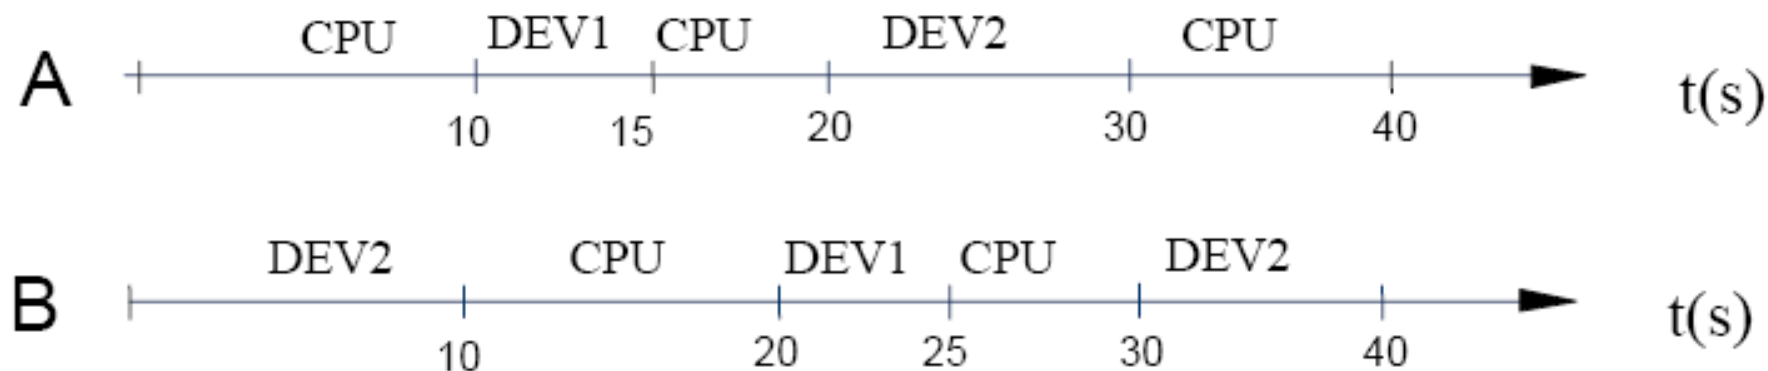 CPU DEV1 CPU DEV2 CPU
A t(s)
10 15 20 30 40
DEV2 CPU DEV1 CPU DEV2
B t(s)
10 20 25 30 40